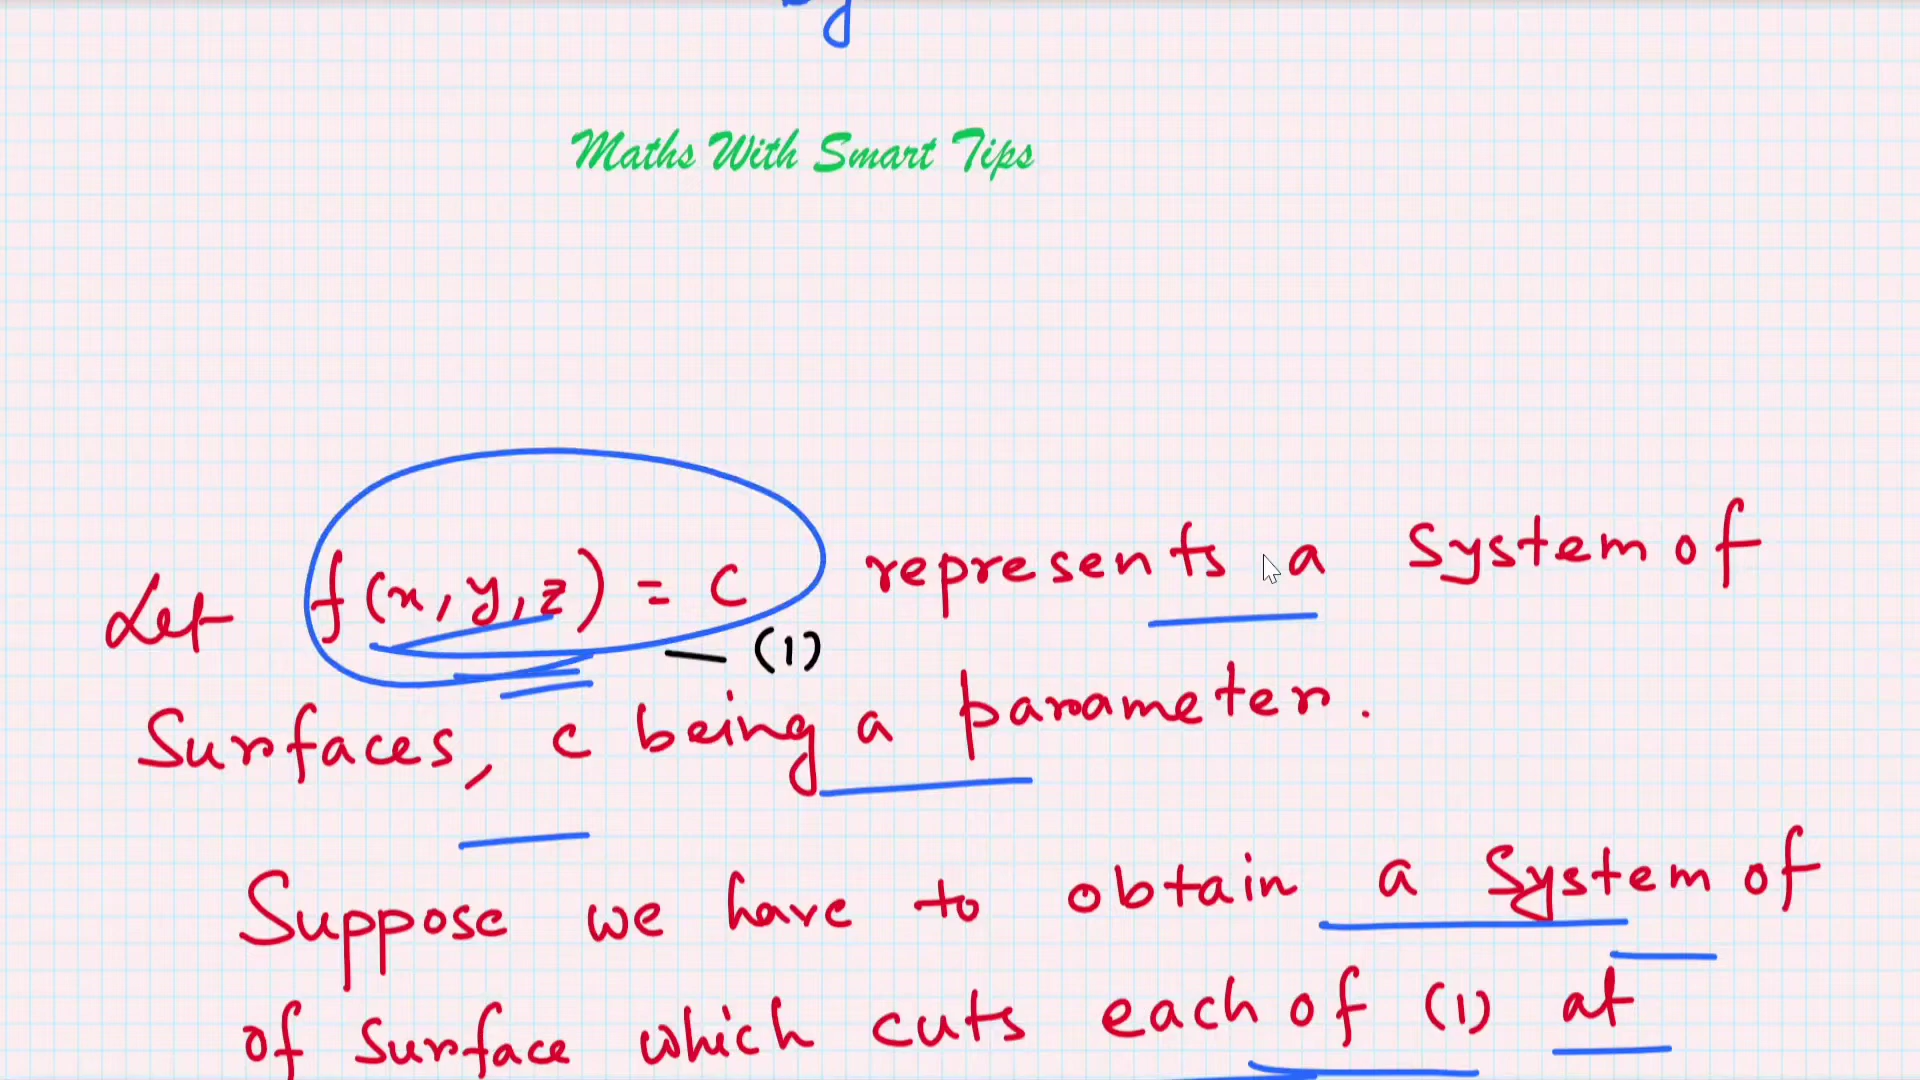 Maths With Smart Tips
Let f(x,y,z) = c represents a system of
— (1)
Surfaces, c being a parameter.
Suppose we have to obtain a System of
of surface which cuts each of (1) at